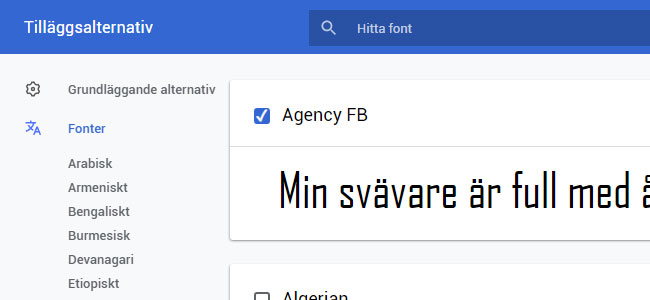 Tilläggsalternativ
Hitta font
Grundläggande alternativ
Fonter
Arabisk
Armeniskt
Bengaliskt
Burmesisk
Devanagari
Etiopiskt
Agency FB
Min svävare är full med
Algerian